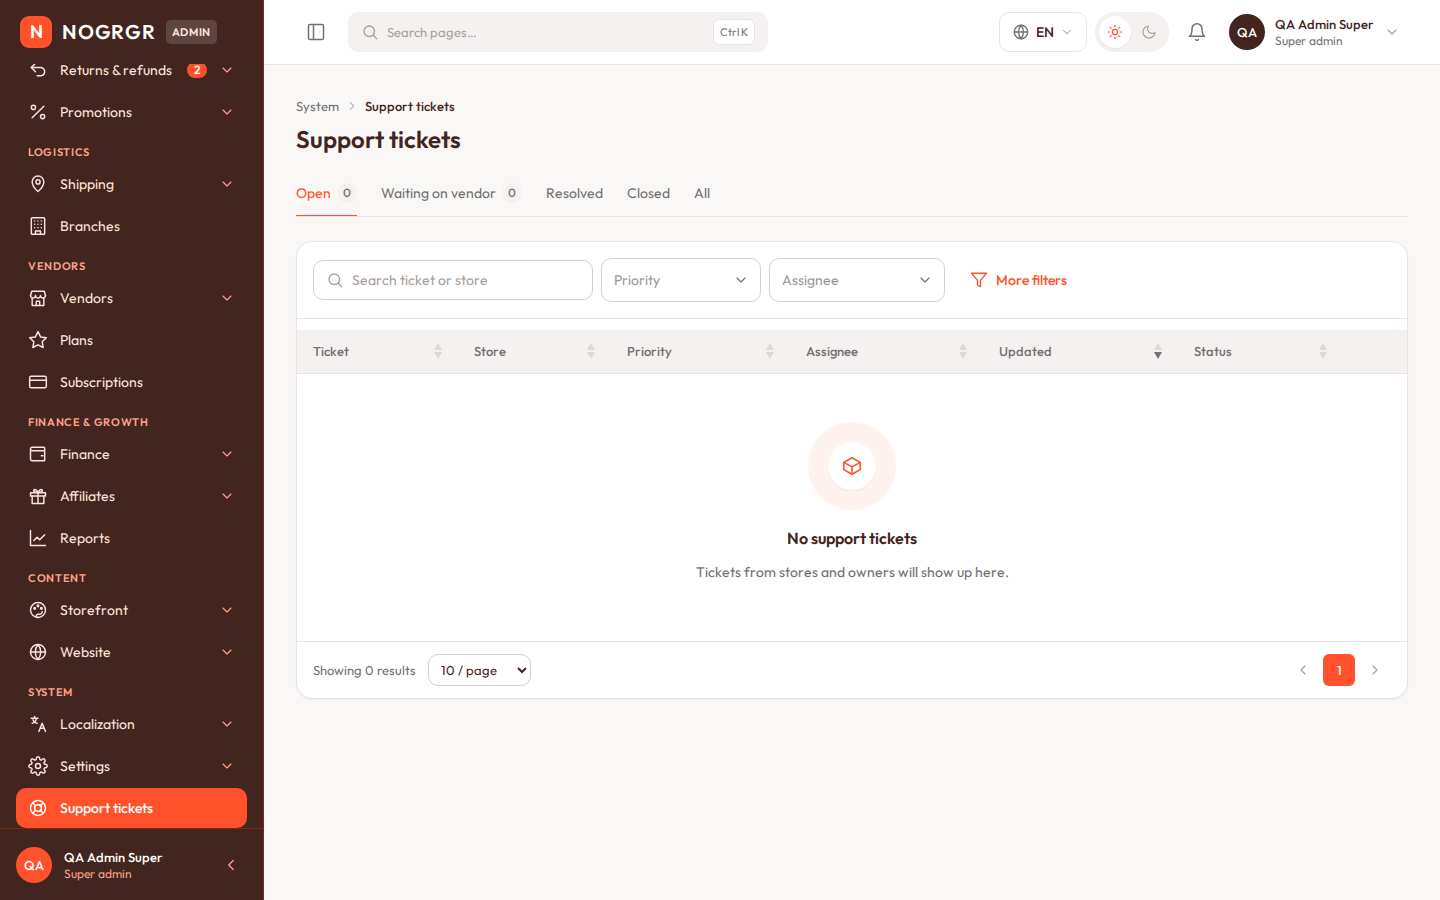 N NOGRGR ADMIN
Returns & refunds 2
Promotions
LOGISTICS
Shipping
Branches
VENDORS
Vendors
Plans
Subscriptions
FINANCE & GROWTH
Finance
Affiliates
Reports
CONTENT
Storefront
Website
SYSTEM
Localization
Settings
Support tickets
QA QA Admin Super
Super admin
Search pages... Ctrl K
EN
QA QA Admin Super
Super admin
System Support tickets
Support tickets
Open 0 Waiting on vendor 0 Resolved Closed All
Search ticket or store Priority Assignee More filters
Ticket Store Priority Assignee Updated Status
No support tickets
Tickets from stores and owners will show up here.
Showing 0 results 10 / page 1